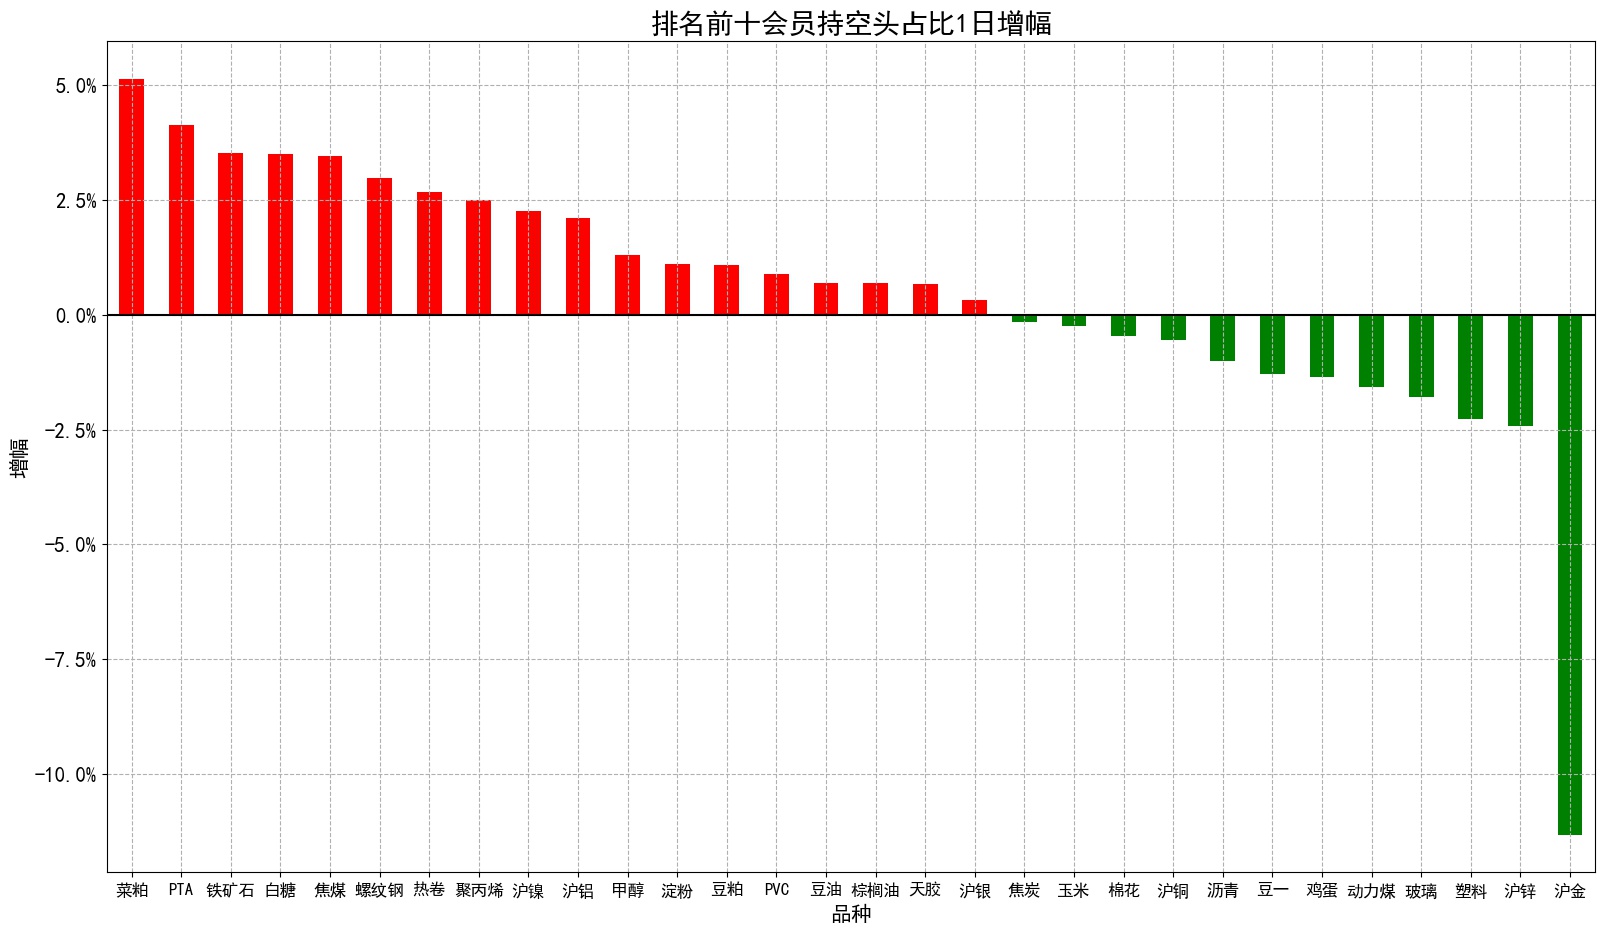 排名前十会员持空头占比1日增幅
5.0%
2.5%
0.0%
−2.5%
−5.0%
−7.5%
−10.0%
增幅
菜粕 PTA 铁矿石 白糖 焦煤 螺纹钢 热卷 聚丙烯 沪镍 沪铝 甲醇 淀粉 豆粕 PVC 豆油 棕榈油 天胶 沪银 焦炭 玉米 棉花 沪铜 沥青 豆一 鸡蛋 动力煤 玻璃 塑料 沪锌 沪金
品种